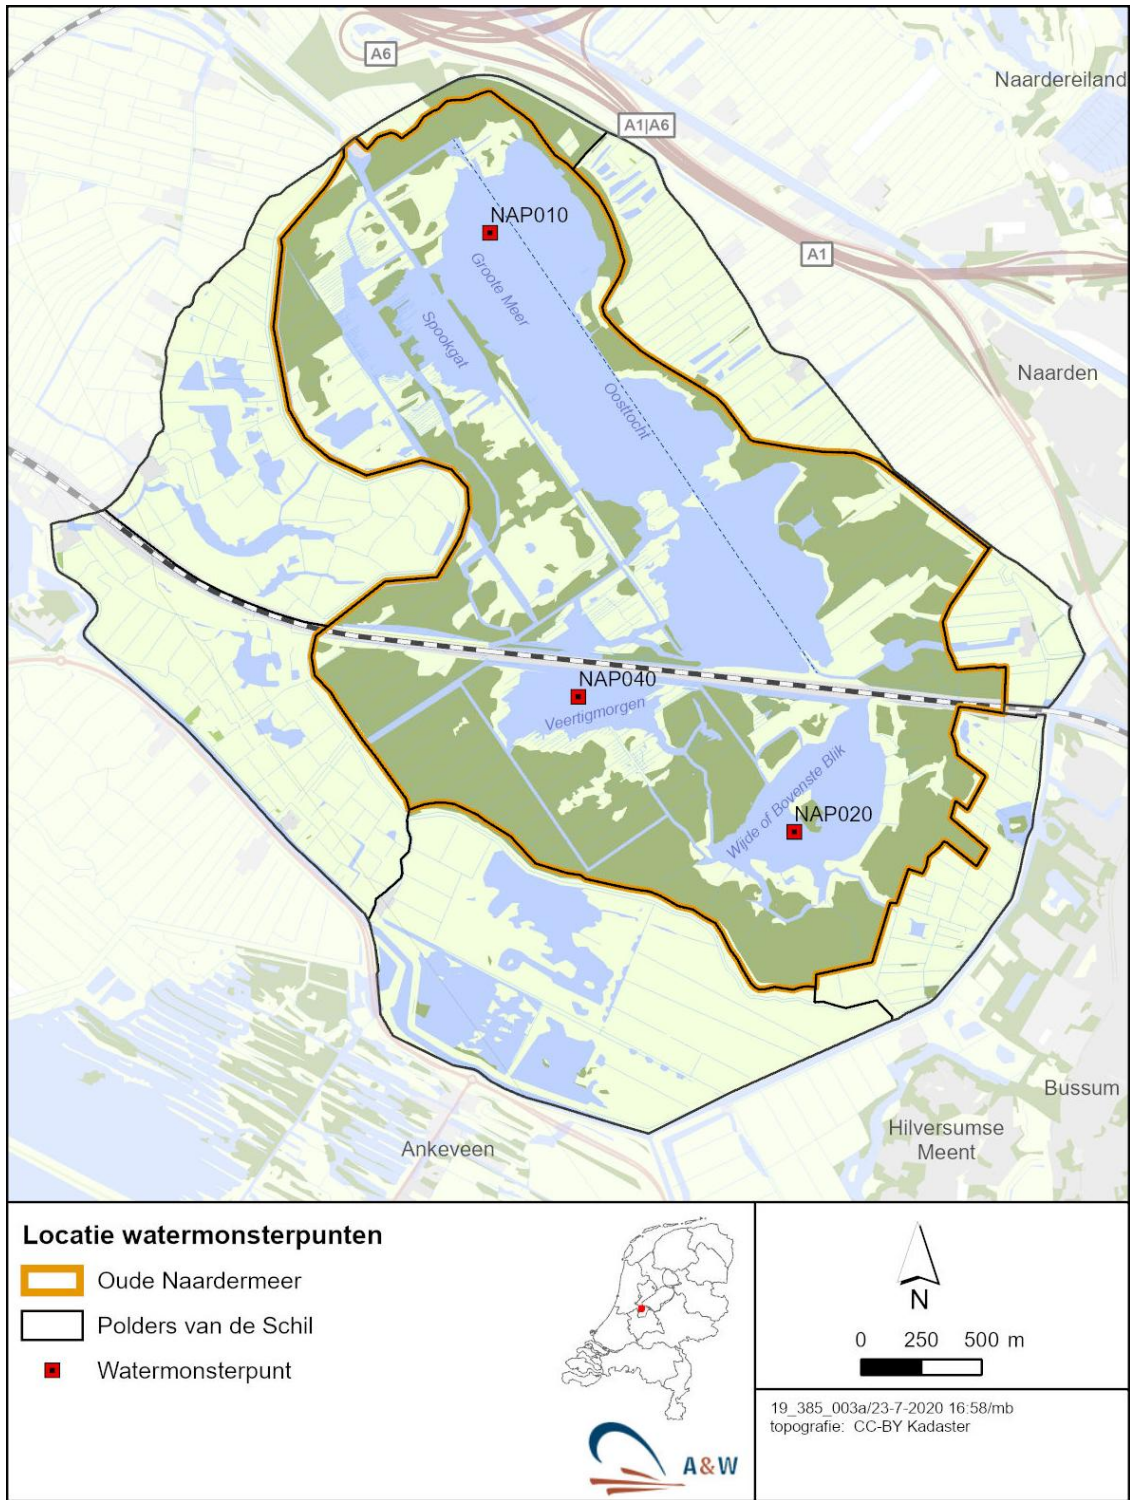 A6
Naardereiland
A1|A6
NAP010
A1
Groote Meer
Spookgat
Naarden
Oosttocht
NAP040
Veertigmorgen
Wijde of Bovenste Blik
NAP020
Bussum
Hilversumse
Meent
Ankeveen
Locatie watermonsterpunten
Oude Naardermeer
Polders van de Schil
Watermonsterpunt
N
0 250 500 m
19_385_003a/23-7-2020 16:58/mb
topografie: CC-BY Kadaster
A&W